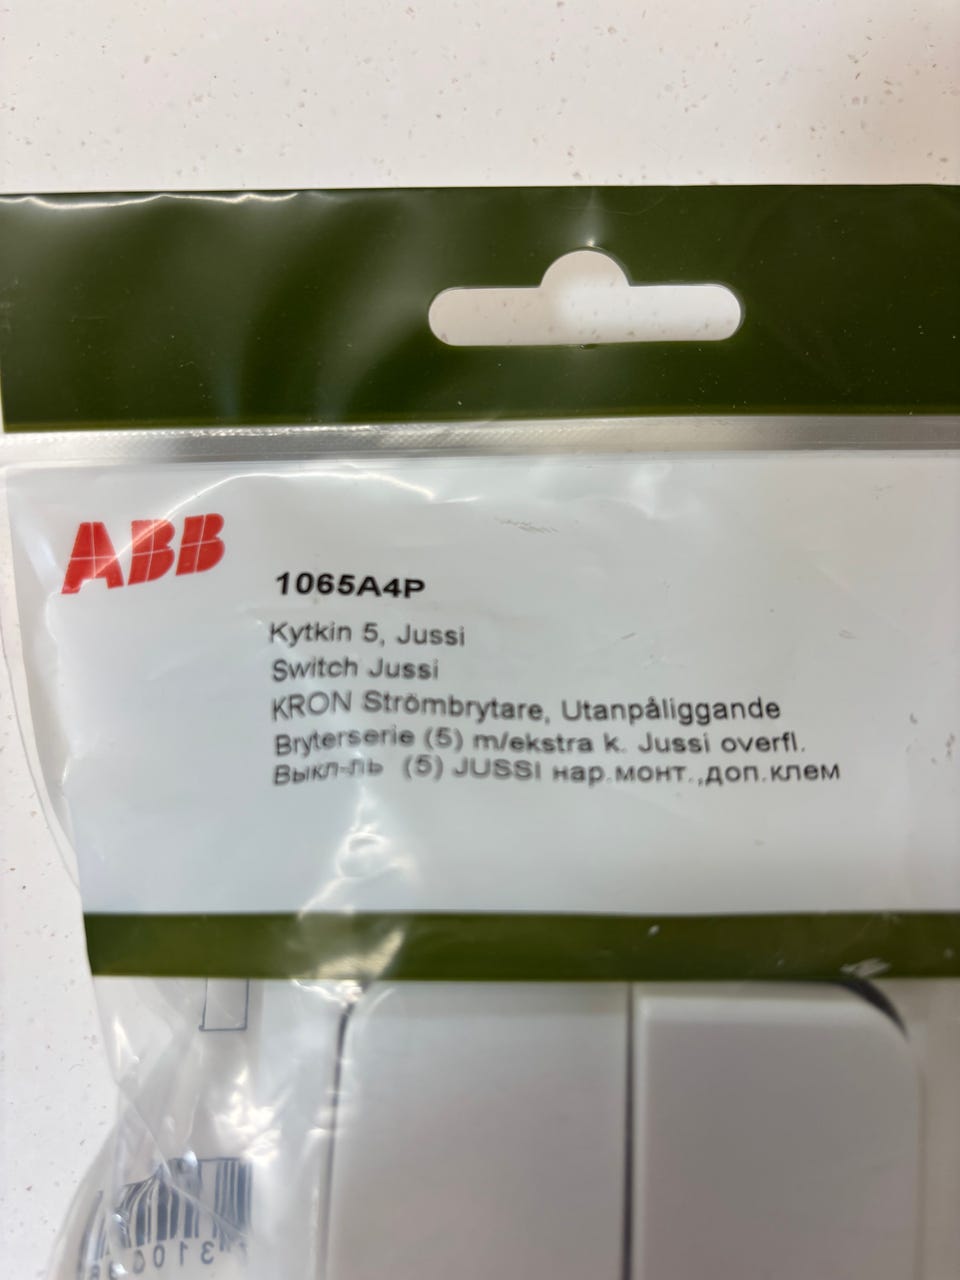 ABB
1065A4P
Kytkin 5, Jussi
Switch Jussi
KRON Strömbrytare, Utanpåliggande
Bryterserie (5) m/ekstra k. Jussi overfl.
Выкл-ль (5) JUSSI нар.монт.,доп.клем